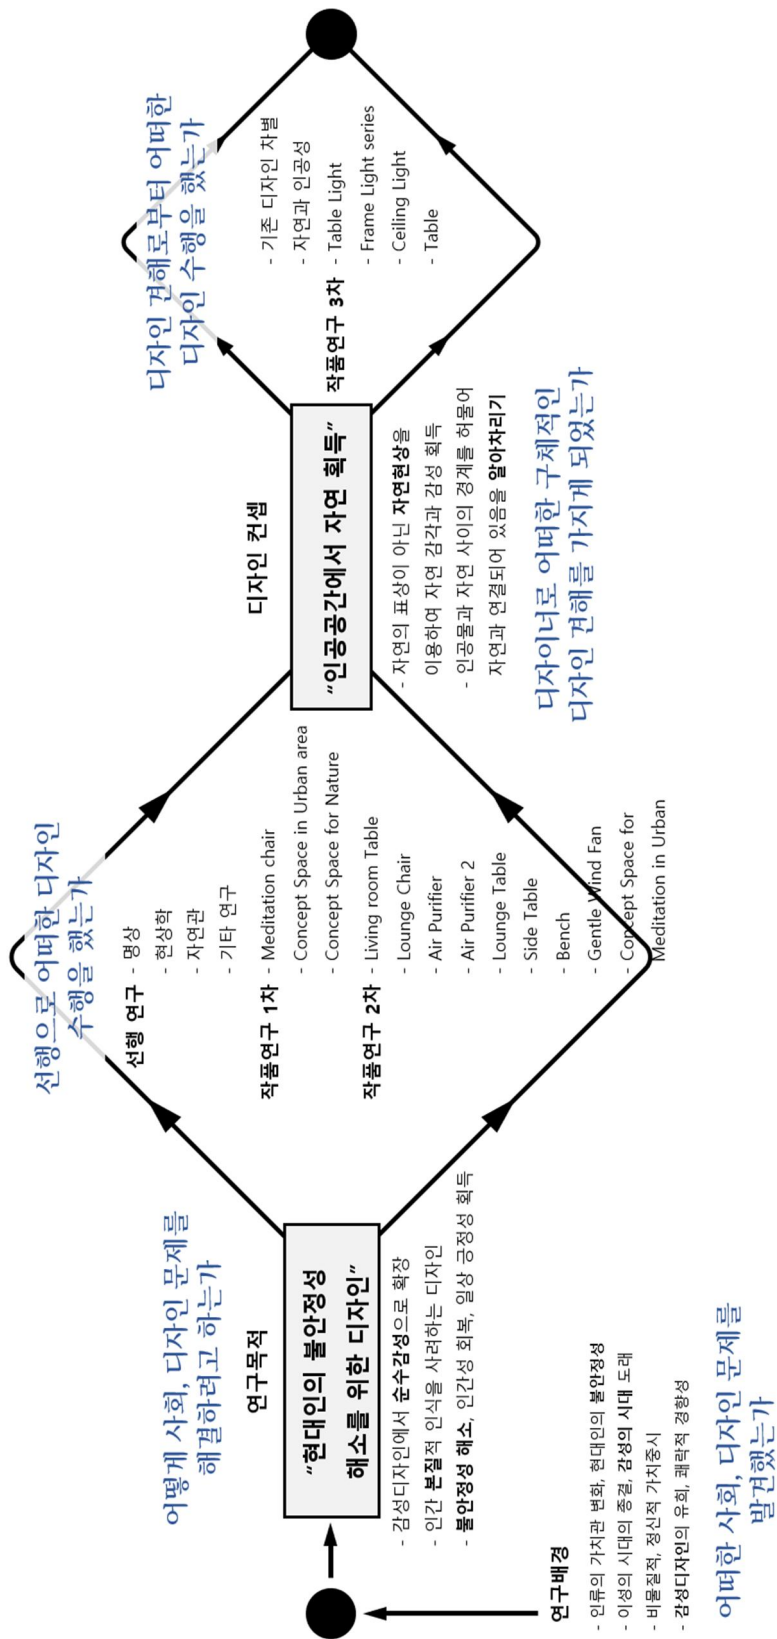 어떠한 사회, 디자인 문제를
발견했는가
연구배경
- 인류의 가치관 변화, 현대인의 불안정성
- 이성의 시대의 종결, 감성의 시대 도래
- 비물질적, 정신적 가치중시
- 감성디자인의 유희, 쾌락적 경향성
어떻게 사회, 디자인 문제를
해결하려고 하는가
연구목적
“현대인의 불안정성
해소를 위한 디자인”
- 감성디자인에서 순수감성으로 확장
- 인간 본질적 인식을 사려하는 디자인
- 불안정성 해소, 인간성 회복, 일상 긍정성 획득
선행으로 어떠한 디자인
수행을 했는가
선행 연구 - 명상
- 현상학
- 자연관
- 기타 연구
작품연구 1차 - Meditation chair
- Concept Space in Urban area
- Concept Space for Nature
작품연구 2차 - Living room Table
- Lounge Chair
- Air Purifier
- Air Purifier 2
- Lounge Table
- Side Table
- Bench
- Gentle Wind Fan
- Concept Space for
Meditation in Urban
디자인 컨셉
“인공공간에서 자연 획득”
- 자연의 표상이 아닌 자연현상을
이용하여 자연 감각과 감성 획득
- 인공물과 자연 사이의 경계를 허물어
자연과 연결되어 있음을 알아차리기
디자이너로 어떠한 구체적인
디자인 견해를 가지게 되었는가
디자인 견해로부터 어떠한
디자인 수행을 했는가
- 기존 디자인 차별
- 자연과 인공성
작품연구 3차 - Table Light
- Frame Light series
- Ceiling Light
- Table